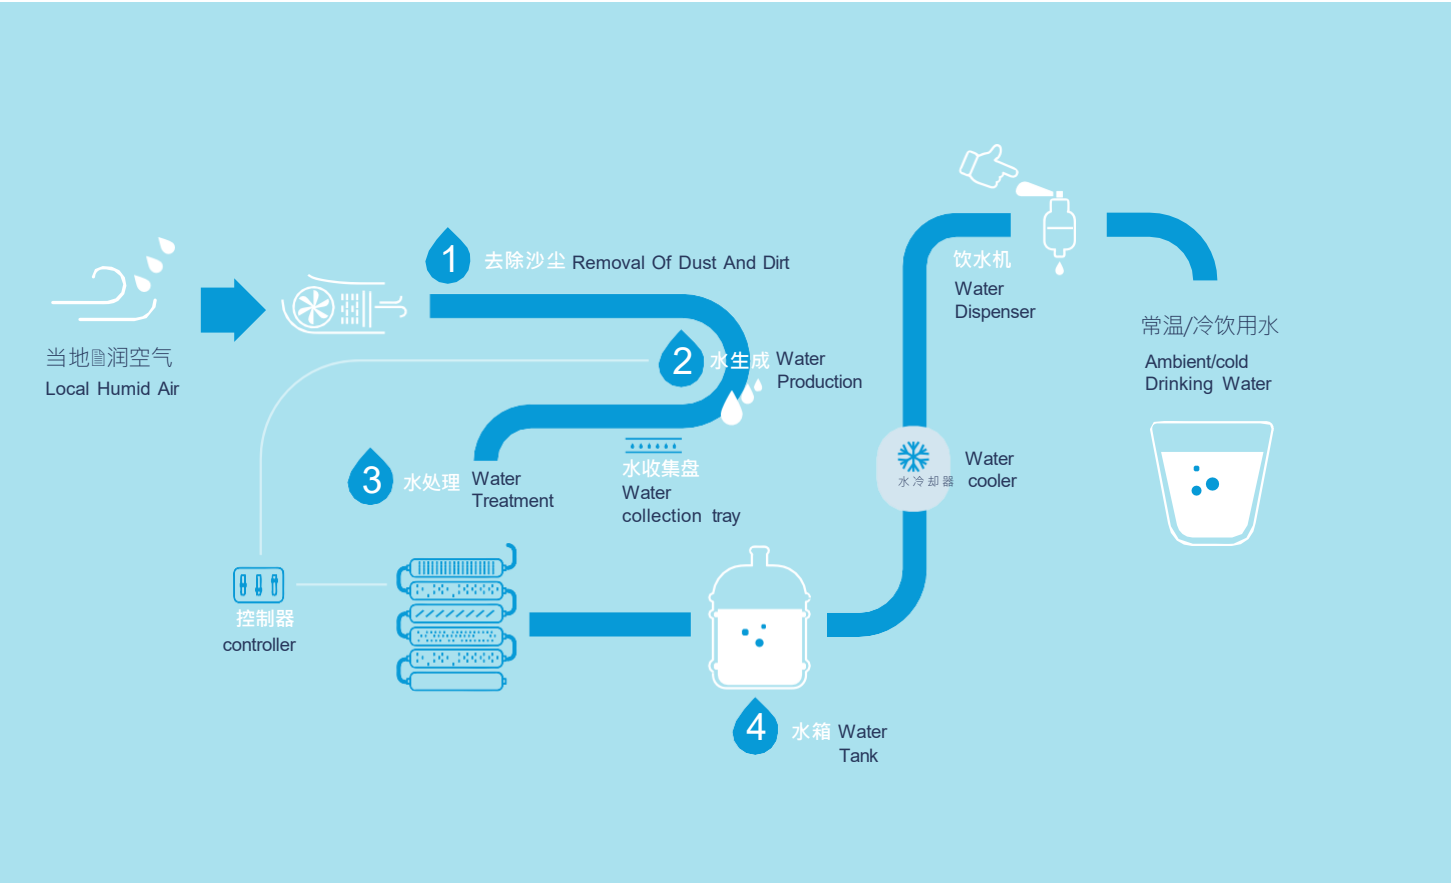 当地润空气
Local Humid Air
1
去除沙尘 Removal Of Dust And Dirt
2
水生成 Water
Production
水收集盘
Water
collection tray
3
水处理 Water
Treatment
控制器
controller
4
水箱 Water
Tank
水冷却器
Water
cooler
饮水机
Water
Dispenser
常温/冷饮用水
Ambient/cold
Drinking Water